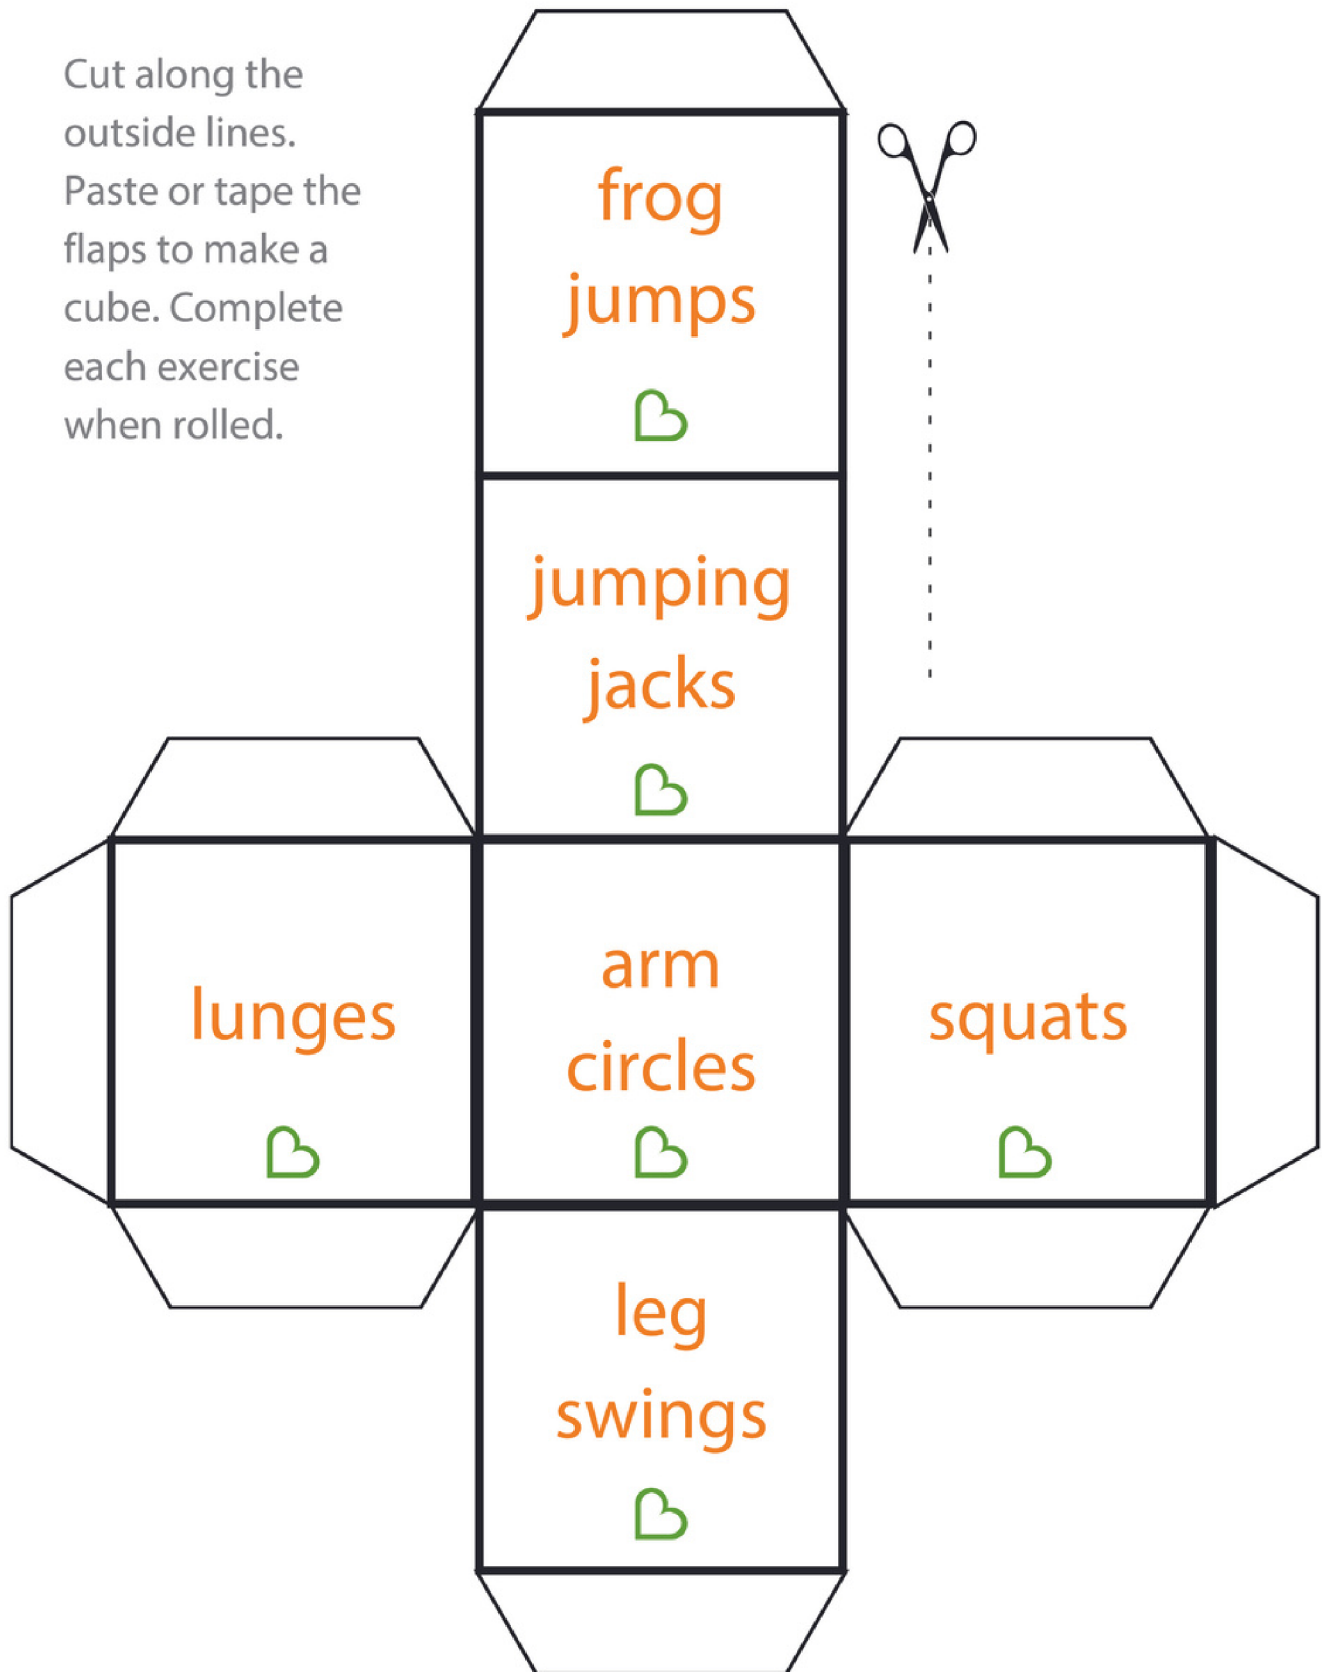 Cut along the
outside lines.
Paste or tape the
flaps to make a
cube. Complete
each exercise
when rolled.
frog
jumps
jumping
jacks
lunges
arm
circles
squats
leg
swings